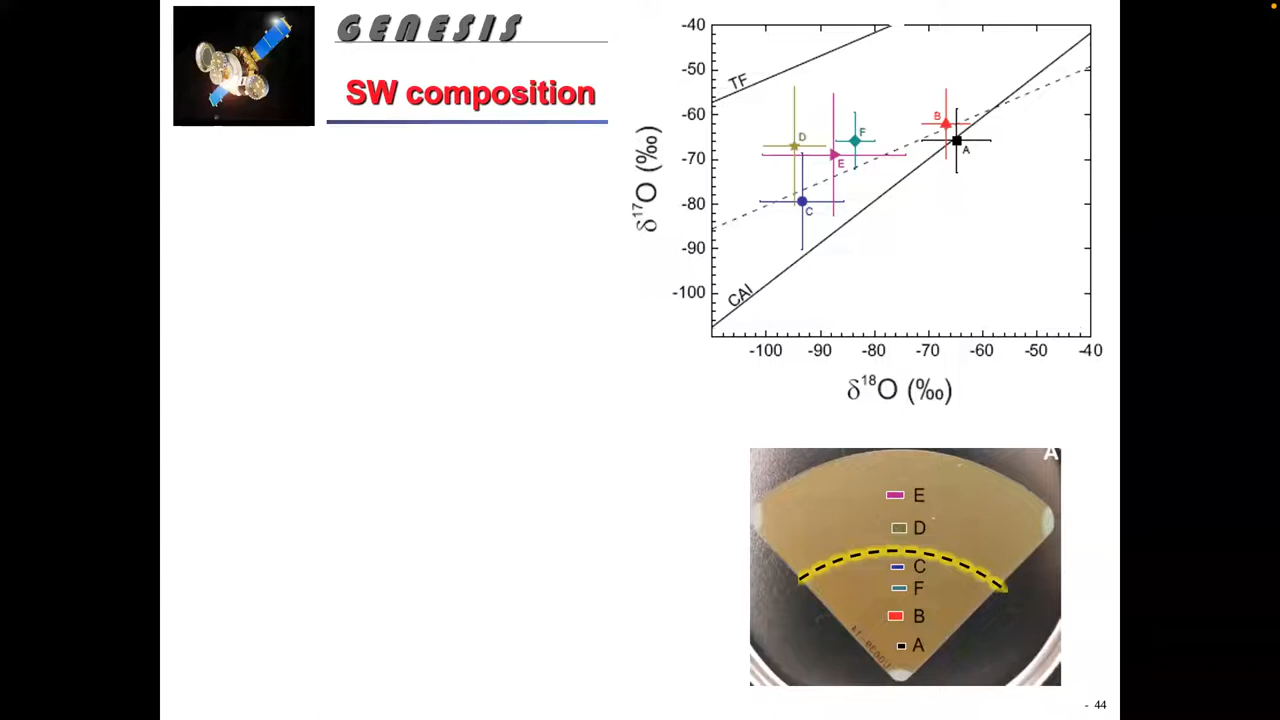 GENESIS
SW composition
-40
-50
-60
-70
-80
-90
-100
δ¹⁷O (‰)
TF
CAI
D
E
F
C
B
A
-100 -90 -80 -70 -60 -50 -40
δ¹⁸O (‰)
A
E
D
C
F
B
A
- 44